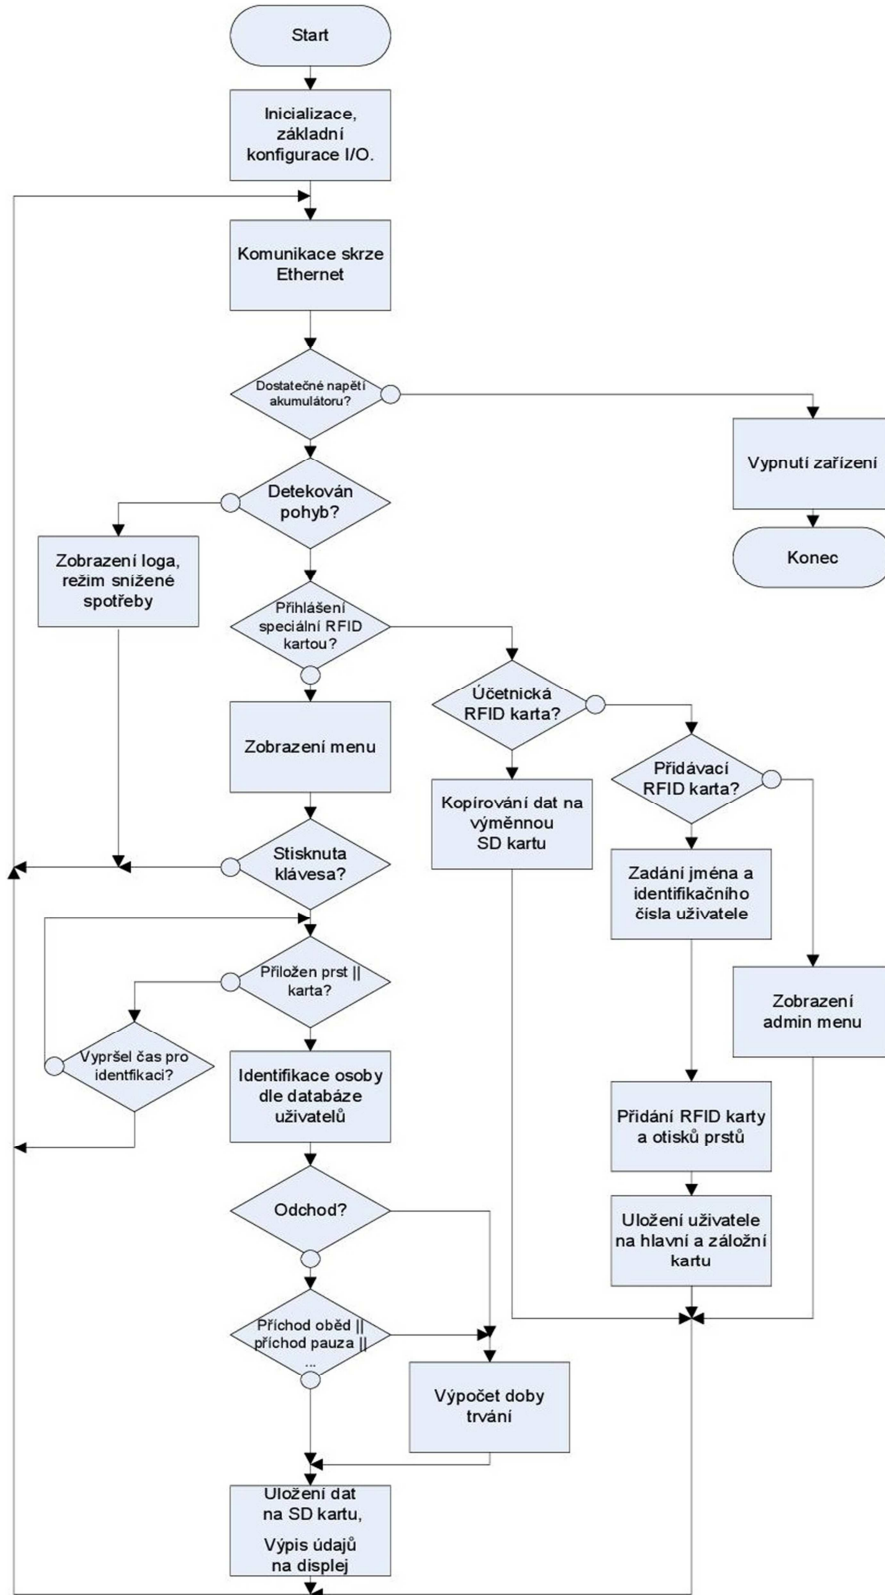 Start
Inicializace,
základní
konfigurace I/O.
Komunikace skrze
Ethernet
Dostatečné napětí
akumulátoru?
Vypnutí zařízení
Konec
Detekován
pohyb?
Zobrazení loga,
režim snížené
spotřeby
Přihlášení
speciální RFID
kartou?
Účetnická
RFID karta?
Zobrazení menu
Přidávací
RFID karta?
Kopírování dat na
výměnnou
SD kartu
Stisknuta
klávesa?
Zadání jména a
identifikačního
čísla uživatele
Přiložen prst ||
karta?
Zobrazení
admin menu
Vypršel čas pro
identfikaci?
Identifikace osoby
dle databáze
uživatelů
Přidání RFID karty
a otisků prstů
Odchod?
Uložení uživatele
na hlavní a záložní
kartu
Příchod oběd ||
příchod pauza ||
...
Výpočet doby
trvání
Uložení dat
na SD kartu,
Výpis údajů
na displej